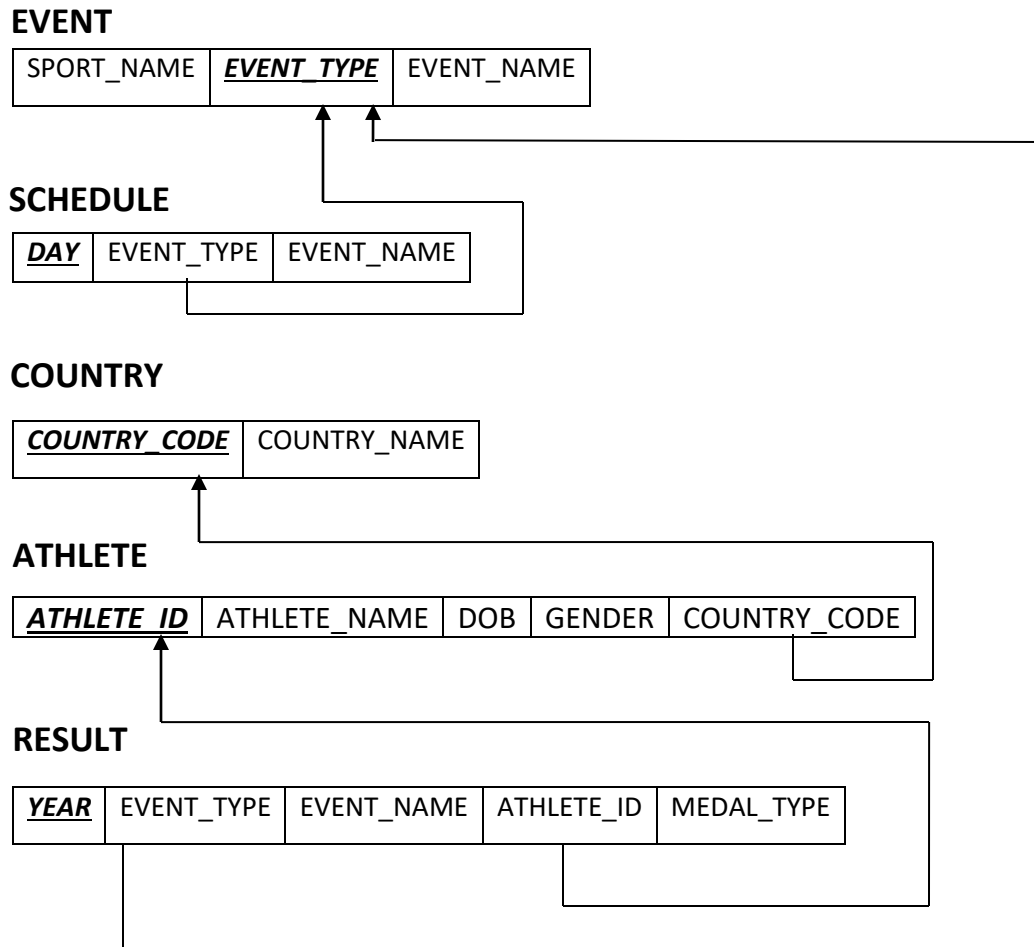 EVENT
SPORT_NAME EVENT_TYPE EVENT_NAME
SCHEDULE
DAY EVENT_TYPE EVENT_NAME
COUNTRY
COUNTRY_CODE COUNTRY_NAME
ATHLETE
ATHLETE_ID ATHLETE_NAME DOB GENDER COUNTRY_CODE
RESULT
YEAR EVENT_TYPE EVENT_NAME ATHLETE_ID MEDAL_TYPE